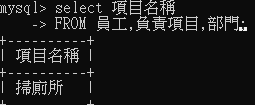 mysql> select 項目名稱
    -> FROM 員工,負責項目,部門;
+----------+
| 項目名稱 |
+----------+
| 掃廁所   |